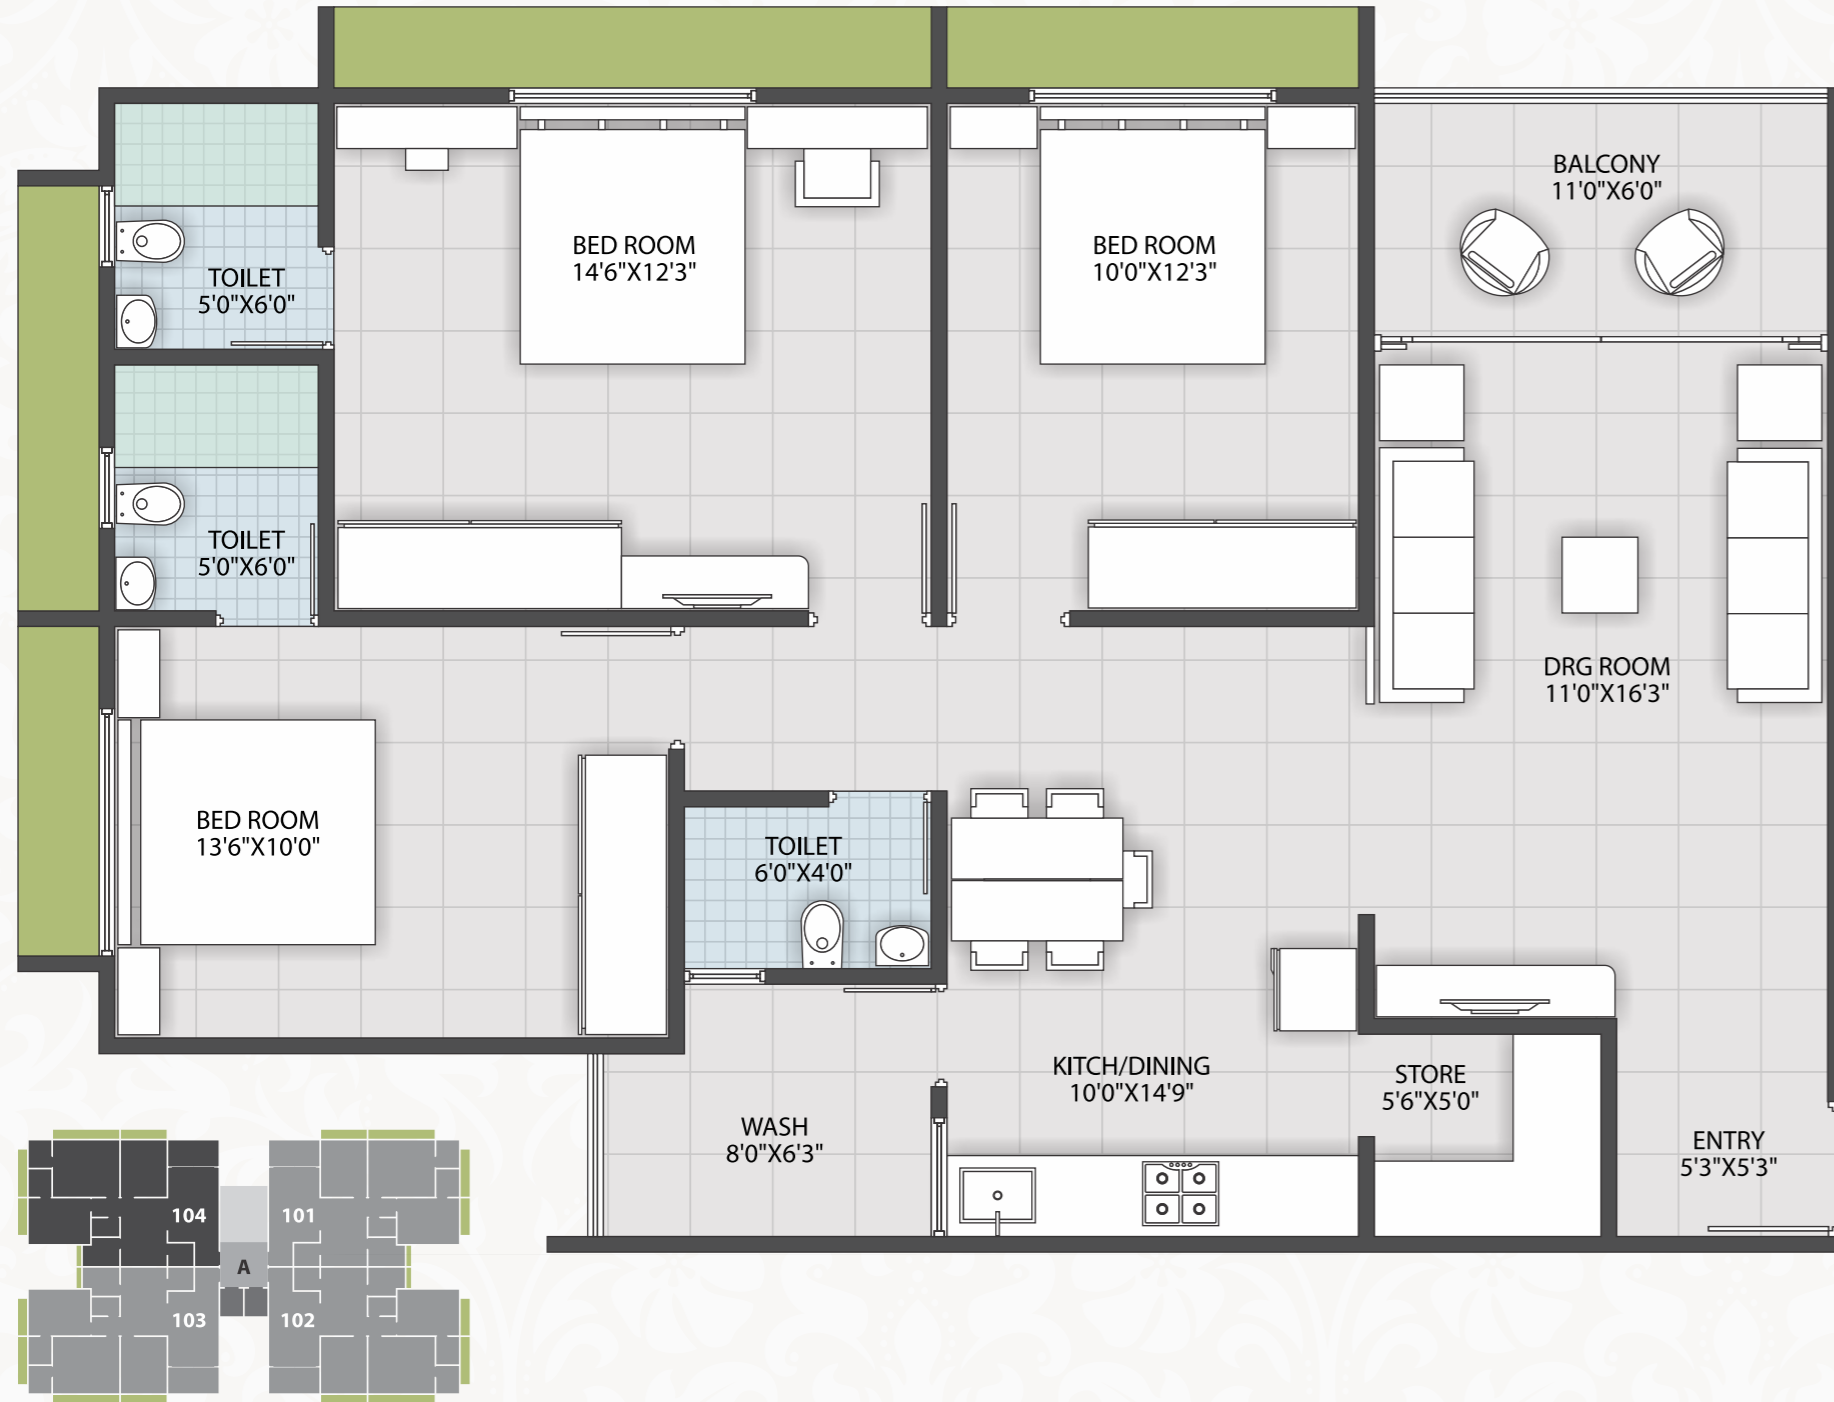 BALCONY
11'0"X6'0"
BED ROOM
14'6"X12'3"
BED ROOM
10'0"X12'3"
TOILET
5'0"X6'0"
TOILET
5'0"X6'0"
DRG ROOM
11'0"X16'3"
BED ROOM
13'6"X10'0"
TOILET
6'0"X4'0"
KITCH/DINING
10'0"X14'9"
STORE
5'6"X5'0"
WASH
8'0"X6'3"
ENTRY
5'3"X5'3"
104
101
A
103
102